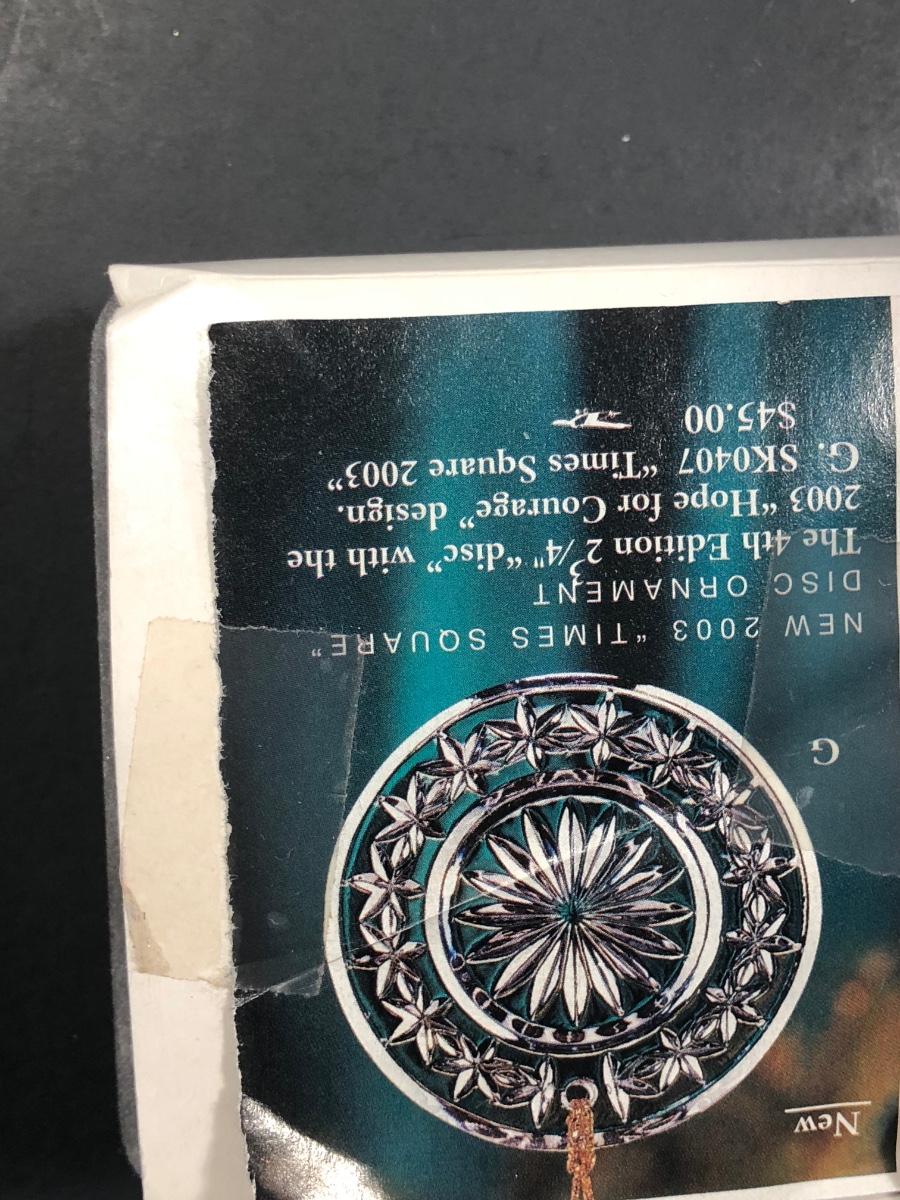 New
G
NEW 2003 “TIMES SQUARE”
DISC ORNAMENT
The 4th Edition 2 3/4" “disc” with the
2003 “Hope for Courage” design.
G. SK0407 “Times Square 2003”
$45.00